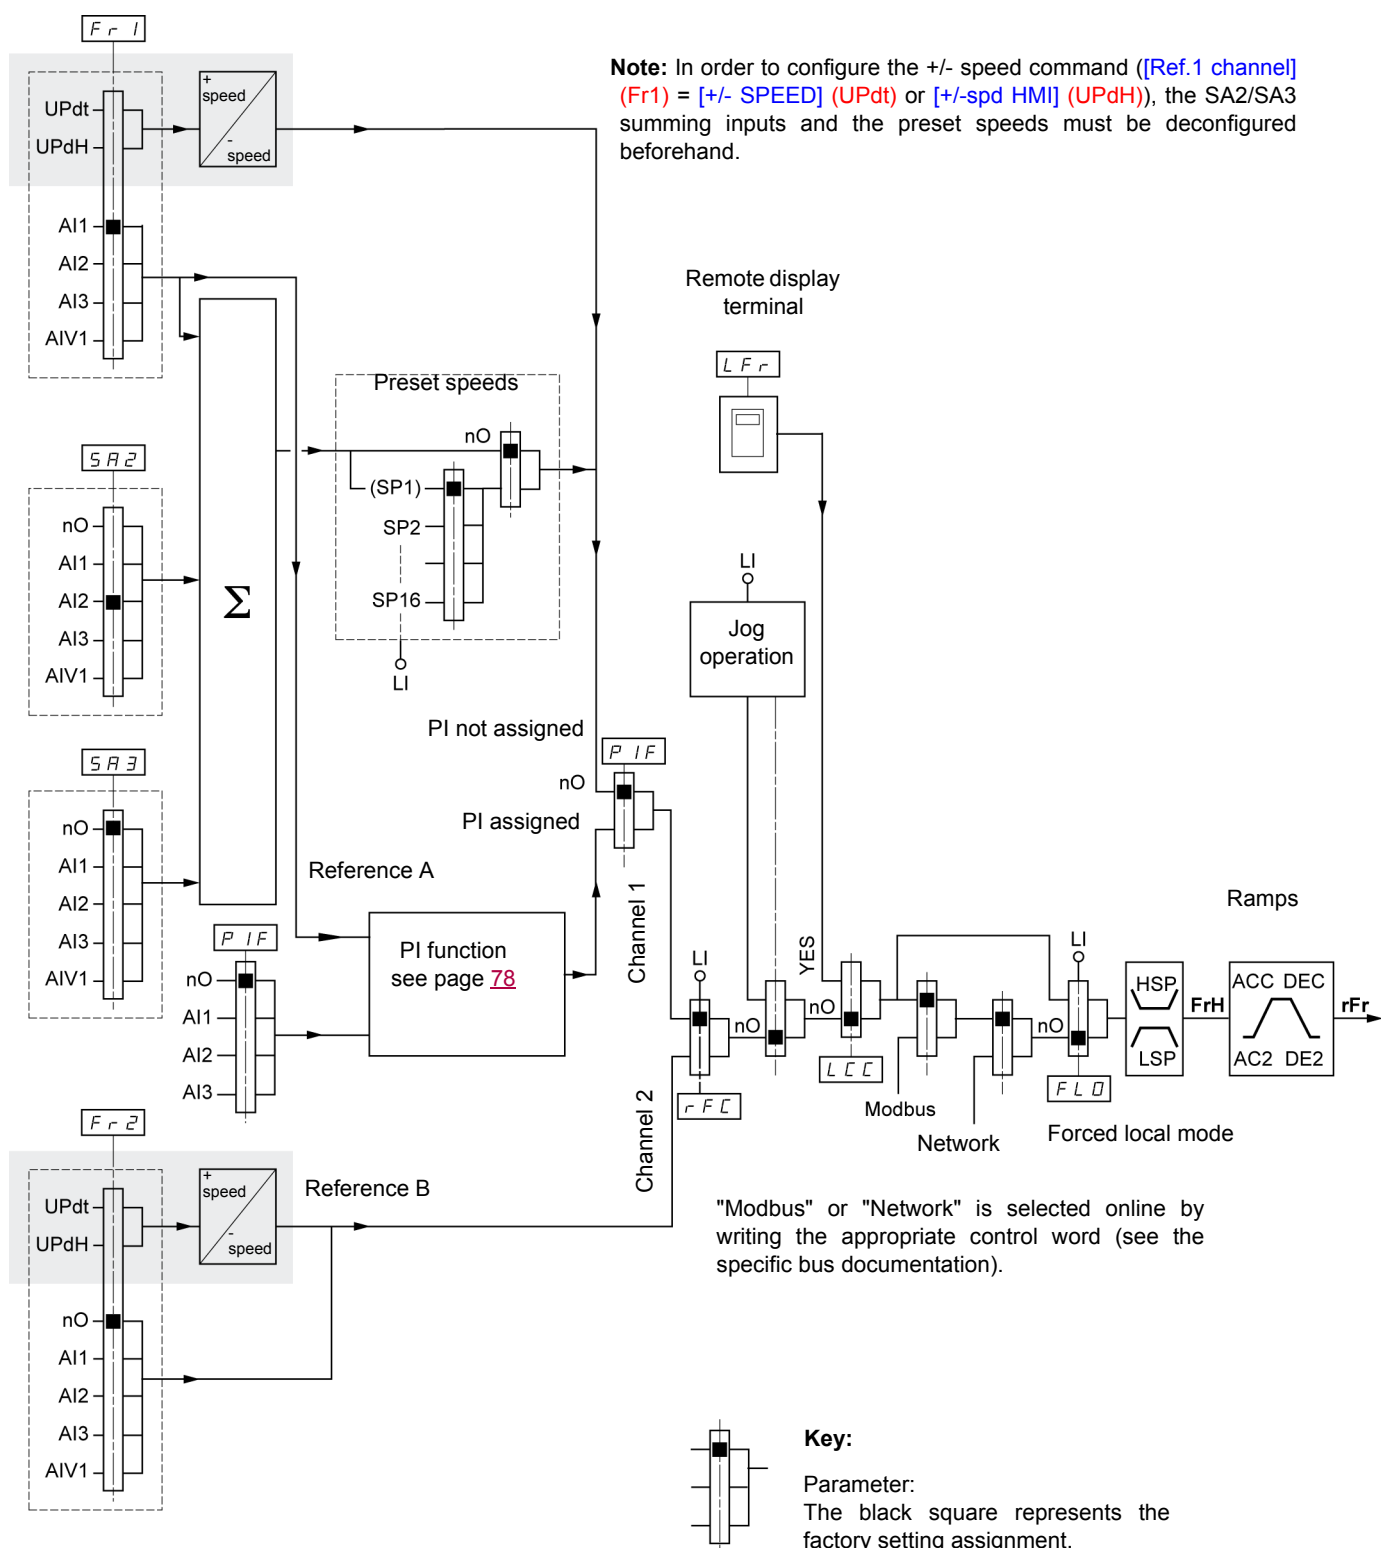 Fr1
Note: In order to configure the +/- speed command ([Ref.1 channel]
(Fr1) = [+/- SPEED] (UPdt) or [+/-spd HMI] (UPdH)), the SA2/SA3
summing inputs and the preset speeds must be deconfigured
beforehand.
+
speed
-
speed
UPdt
UPdH
AI1
AI2
AI3
AIV1
Remote display
terminal
LFr
Preset speeds
nO
(SP1)
SP2
SP16
LI
SA2
nO
AI1
AI2
AI3
AIV1
Σ
LI
Jog
operation
PI not assigned
PIF
nO
PI assigned
SA3
nO
AI1
AI2
AI3
AIV1
Reference A
Channel 1
PIF
nO
AI1
AI2
AI3
PI function
see page 78
LI
nO
rFC
YES
nO
LCC
Modbus
Network
nO
LI
FLO
Forced local mode
HSP
LSP
FrH
Ramps
ACC DEC
AC2 DE2
rFr
Channel 2
Fr2
+
speed
-
speed
Reference B
UPdt
UPdH
nO
AI1
AI2
AI3
AIV1
"Modbus" or "Network" is selected online by
writing the appropriate control word (see the
specific bus documentation).
Key:
Parameter:
The black square represents the
factory setting assignment.